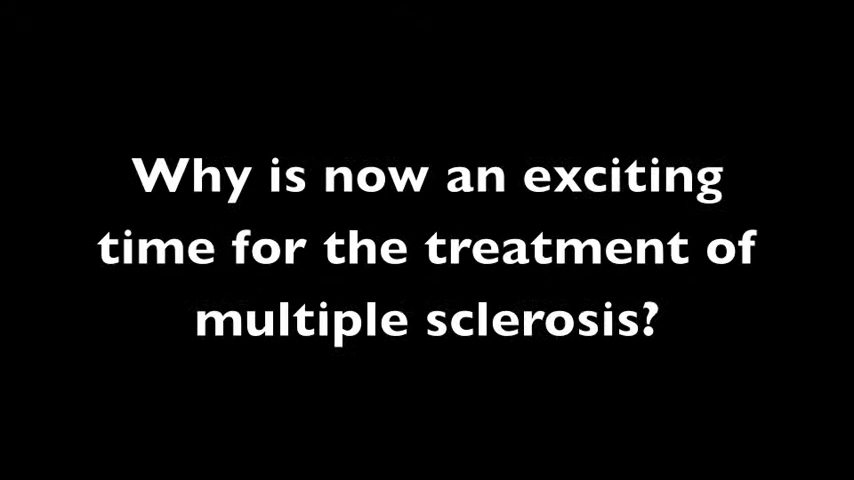 Why is now an exciting
time for the treatment of
multiple sclerosis?